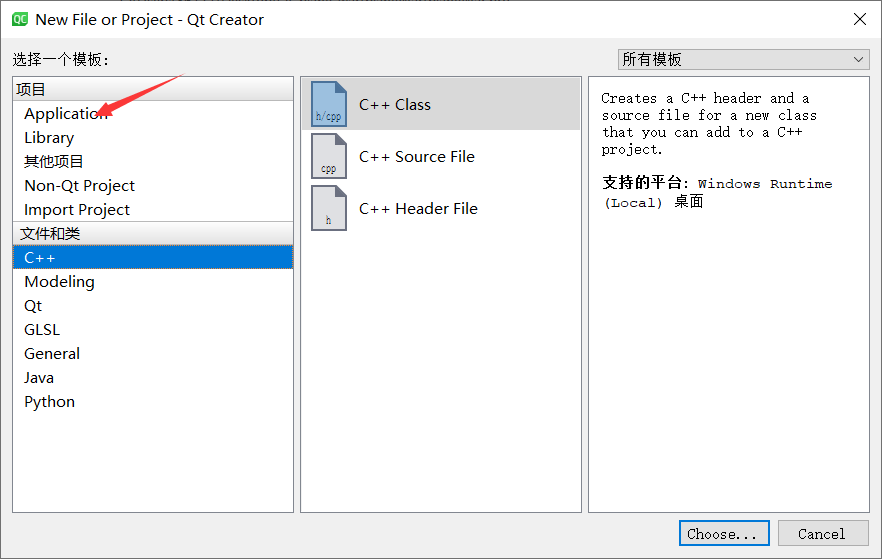 QC New File or Project - Qt Creator
选择一个模板:
所有模板
项目
Application
Library
其他项目
Non-Qt Project
Import Project
文件和类
C++
Modeling
Qt
GLSL
General
Java
Python
h/cpp C++ Class
cpp C++ Source File
h C++ Header File
Creates a C++ header and a
source file for a new class
that you can add to a C++
project.
支持的平台: Windows Runtime
(Local) 桌面
Choose...
Cancel